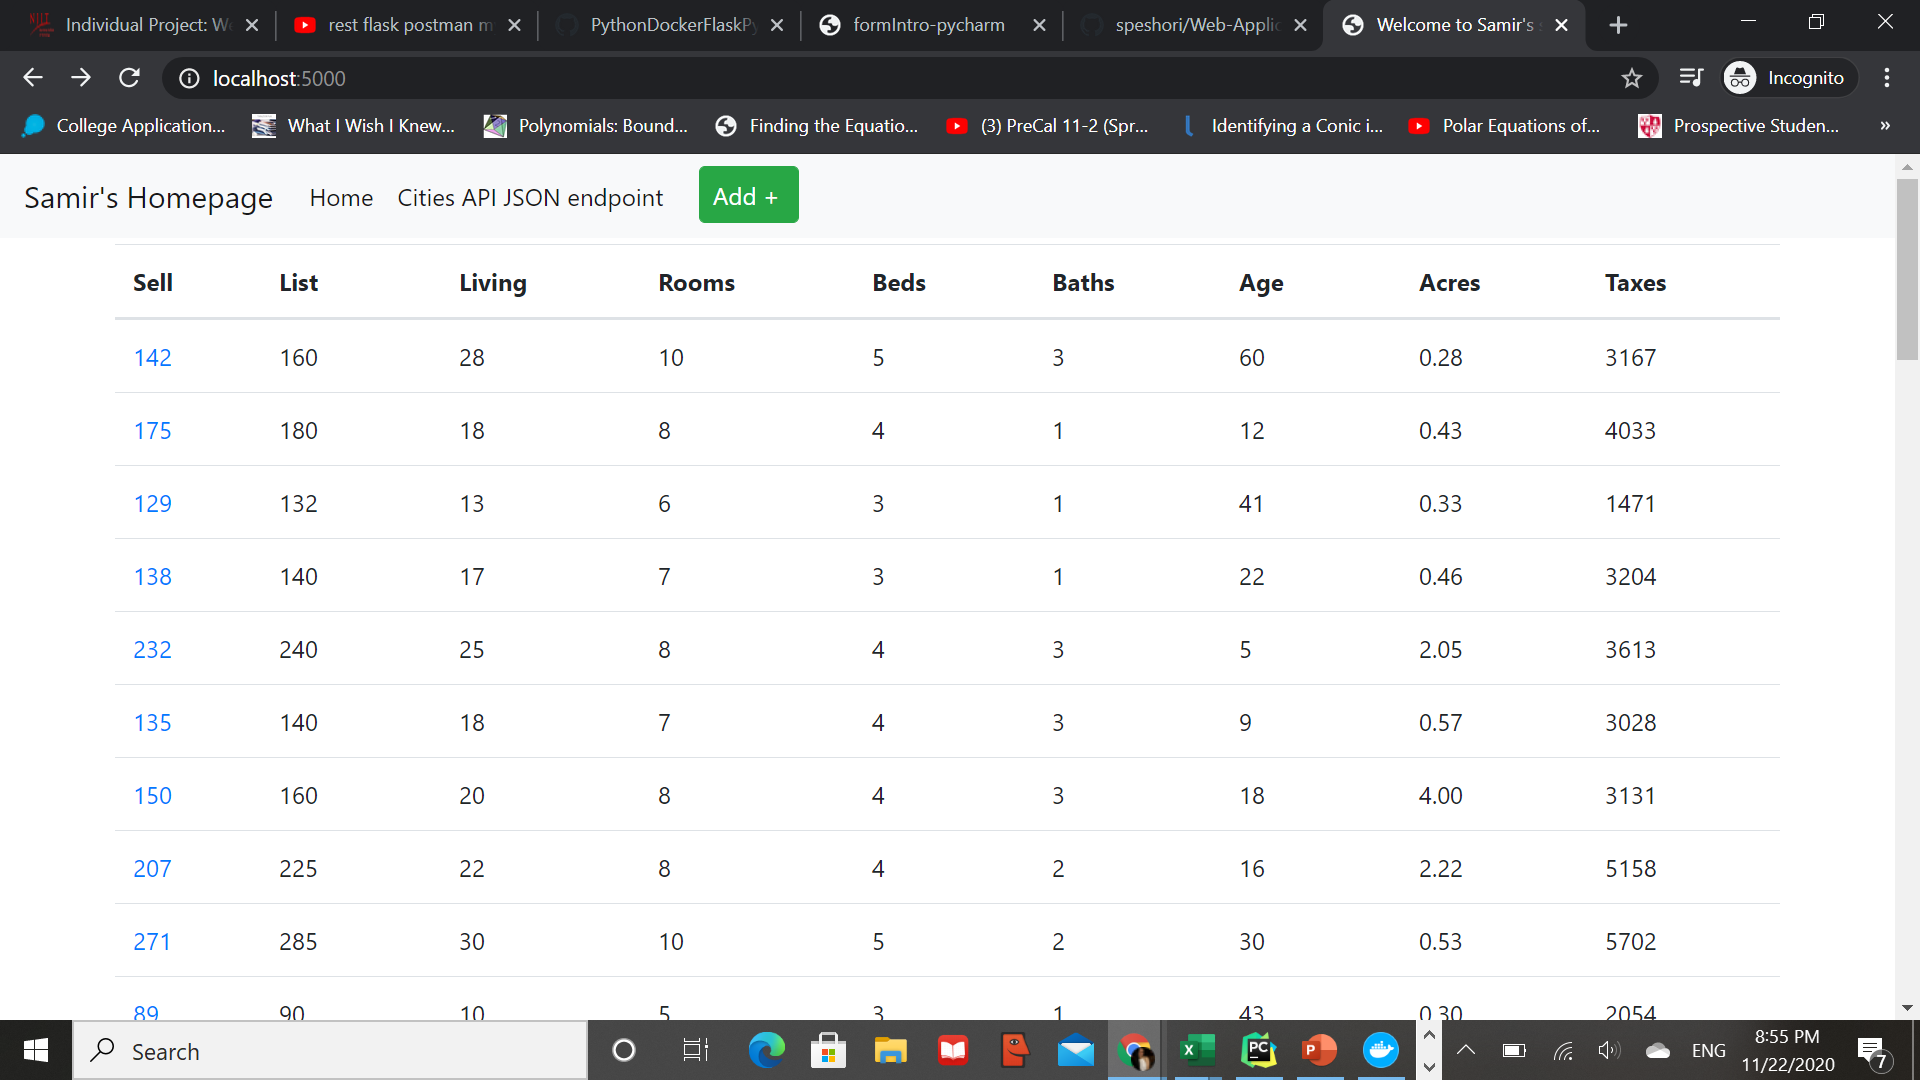 Individual Project: W
rest flask postman m
PythonDockerFlaskPy
formIntro-pycharm
speshori/Web-Applic
Welcome to Samir's
localhost:5000
Incognito
College Application...
What I Wish I Knew...
Polynomials: Bound...
Finding the Equatio...
(3) PreCal 11-2 (Spr...
Identifying a Conic i...
Polar Equations of...
Prospective Studen...
»
Samir's Homepage Home Cities API JSON endpoint Add +
Sell List Living Rooms Beds Baths Age Acres Taxes
142 160 28 10 5 3 60 0.28 3167
175 180 18 8 4 1 12 0.43 4033
129 132 13 6 3 1 41 0.33 1471
138 140 17 7 3 1 22 0.46 3204
232 240 25 8 4 3 5 2.05 3613
135 140 18 7 4 3 9 0.57 3028
150 160 20 8 4 3 18 4.00 3131
207 225 22 8 4 2 16 2.22 5158
271 285 30 10 5 2 30 0.53 5702
89 90 10 5 3 1 43 0.30 2054
Search
ENG
8:55 PM
11/22/2020
7